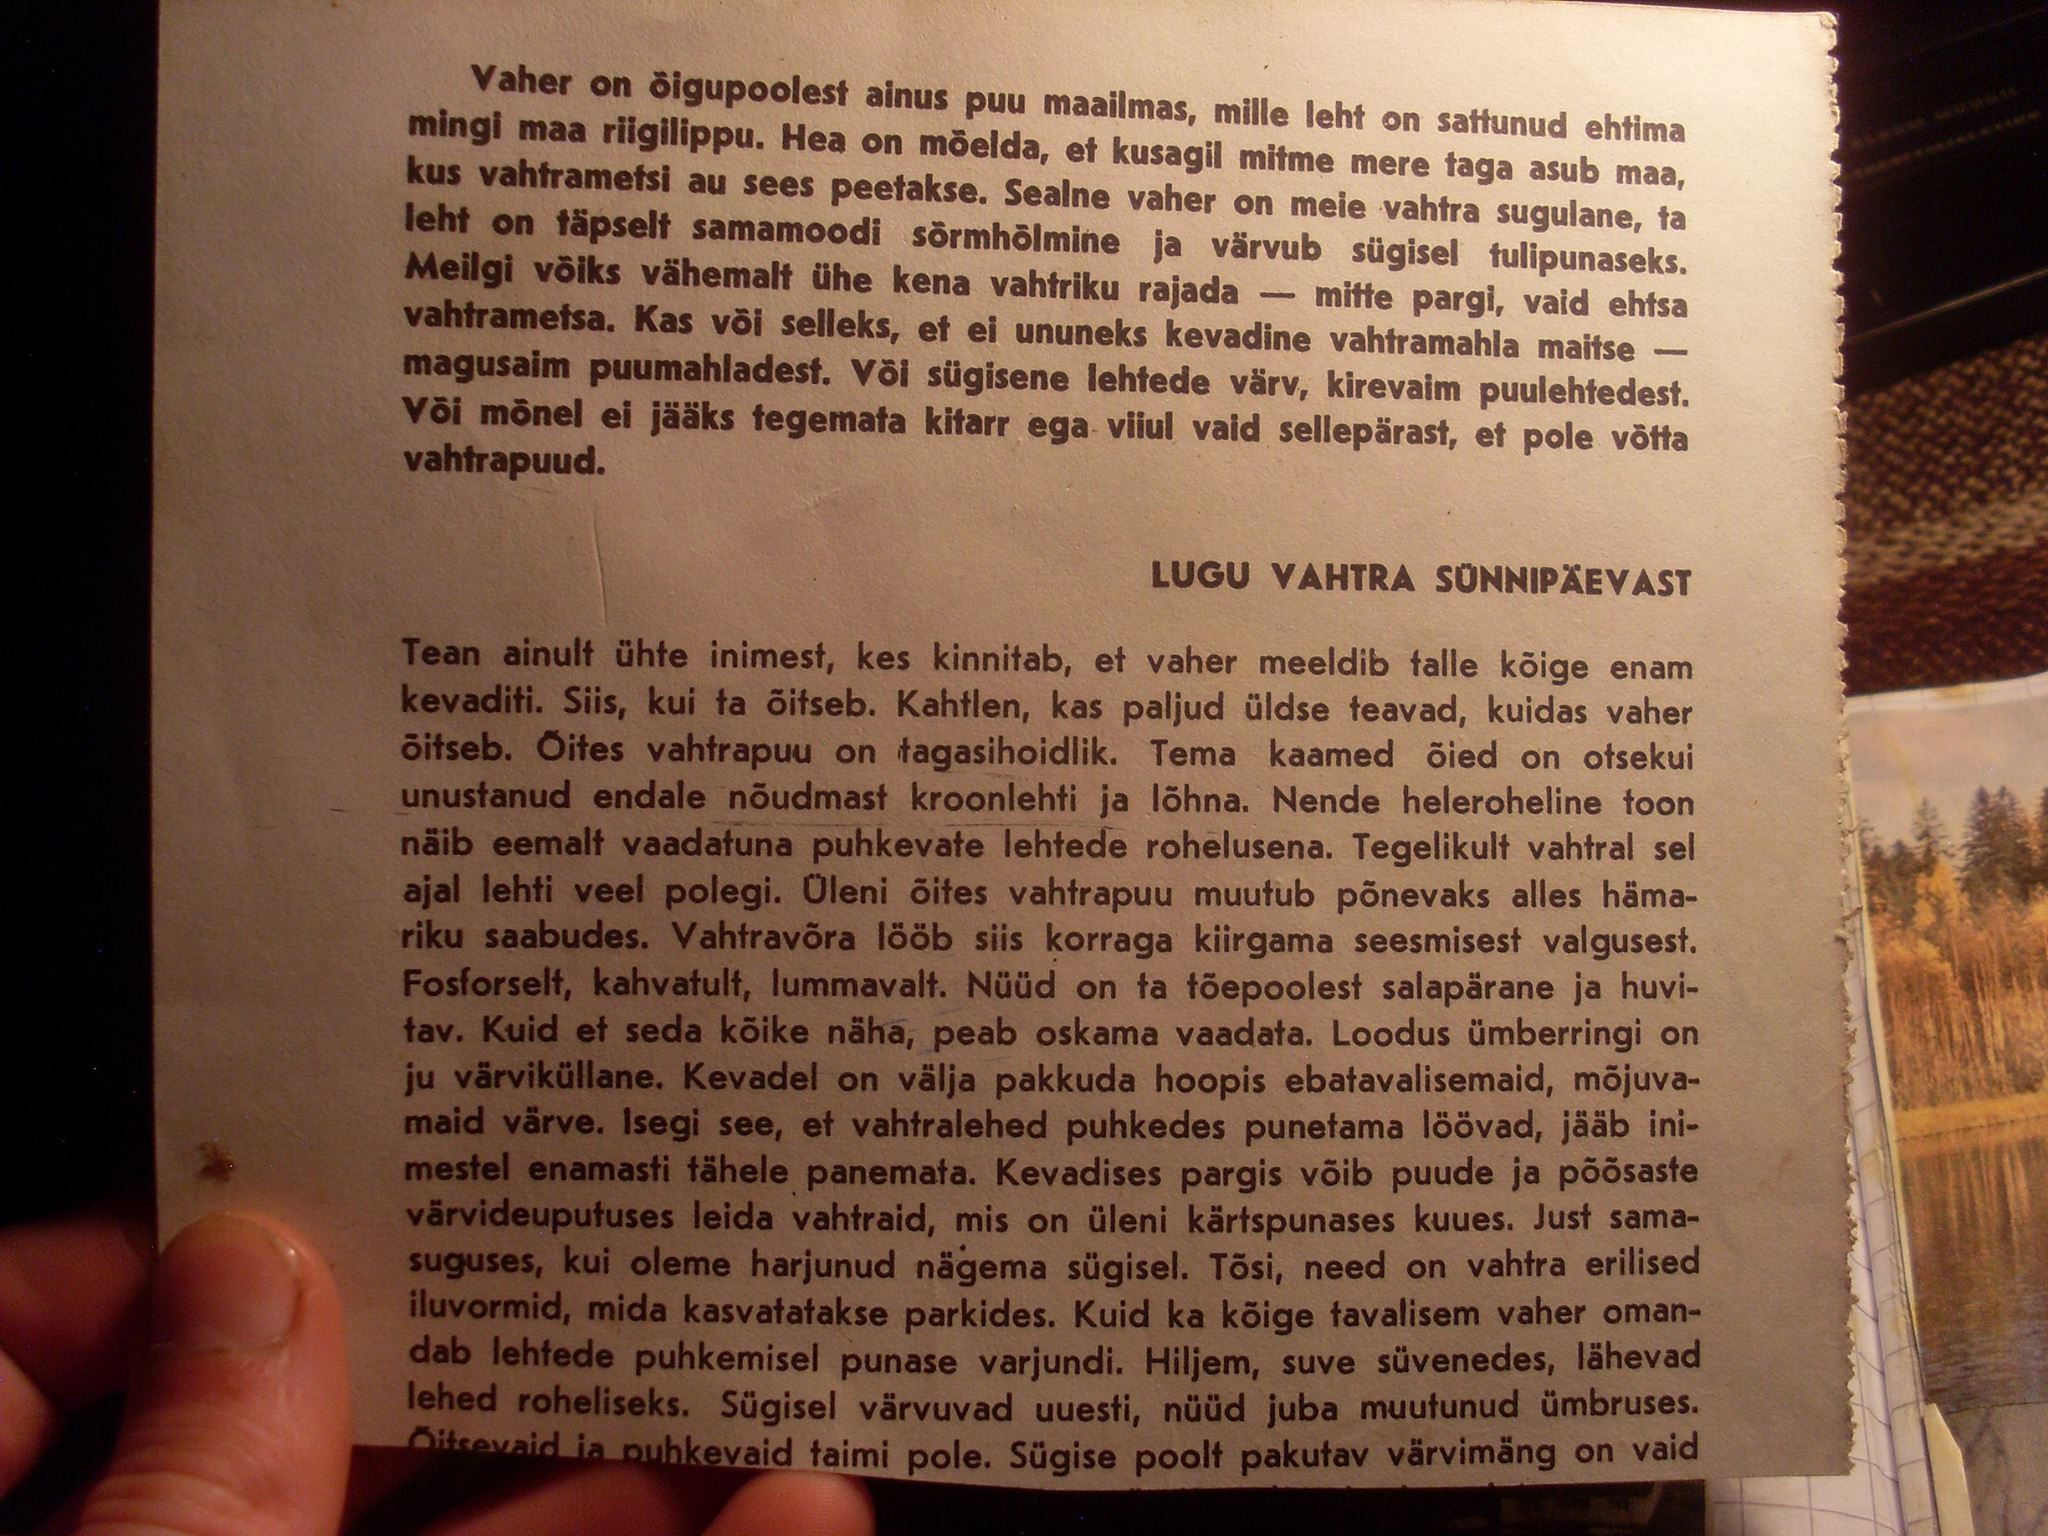 Vaher on õigupoolest ainus puu maailmas, mille leht on sattunud ehtima
mingi maa riigilippu. Hea on mõelda, et kusagil mitme mere taga asub maa,
kus vahtrametsi au sees peetakse. Sealne vaher on meie vahtra sugulane, ta
leht on täpselt samamoodi sõrmhõlmine ja värvub sügisel tulipunaseks.
Meilgi võiks vähemalt ühe kena vahtriku rajada — mitte pargi, vaid ehtsa
vahtrametsa. Kas või selleks, et ei ununeks kevadine vahtramahla maitse —
magusaim puumahladest. Või sügisene lehtede värv, kirevaim puulehtedest.
Või mõnel ei jääks tegemata kitarr ega viiul vaid sellepärast, et pole võtta
vahtrapuud.
LUGU VAHTRA SÜNNIPÄEVAST
Tean ainult ühte inimest, kes kinnitab, et vaher meeldib talle kõige enam
kevaditi. Siis, kui ta õitseb. Kahtlen, kas paljud üldse teavad, kuidas vaher
õitseb. Õites vahtrapuu on tagasihoidlik. Tema kaamed õied on otsekui
unustanud endale nõudmast kroonlehti ja lõhna. Nende heleroheline toon
näib eemalt vaadatuna puhkevate lehtede rohelusena. Tegelikult vahtral sel
ajal lehti veel polegi. Üleni õites vahtrapuu muutub põnevaks alles häma-
riku saabudes. Vahtravõra lööb siis korraga kiirgama seesmisest valgusest.
Fosforselt, kahvatult, lummavalt. Nüüd on ta tõepoolest salapärane ja huvi-
tav. Kuid et seda kõike näha, peab oskama vaadata. Loodus ümberringi on
ju värviküllane. Kevadel on välja pakkuda hoopis ebatavalisemaid, mõjuva-
maid värve. Isegi see, et vahtralehed puhkedes punetama löövad, jääb ini-
mestel enamasti tähele panemata. Kevadises pargis võib puude ja põõsaste
värvideuputuses leida vahtraid, mis on üleni kärtspunases kuues. Just sama-
suguses, kui oleme harjunud nägema sügisel. Tõsi, need on vahtra erilised
iluvormid, mida kasvatatakse parkides. Kuid ka kõige tavalisem vaher oman-
dab lehtede puhkemisel punase varjundi. Hiljem, suve süvenedes, lähevad
lehed roheliseks. Sügisel värvuvad uuesti, nüüd juba muutunud ümbruses.
Õitsevaid ja puhkevaid taimi pole. Sügise poolt pakutav värvimäng on vaid